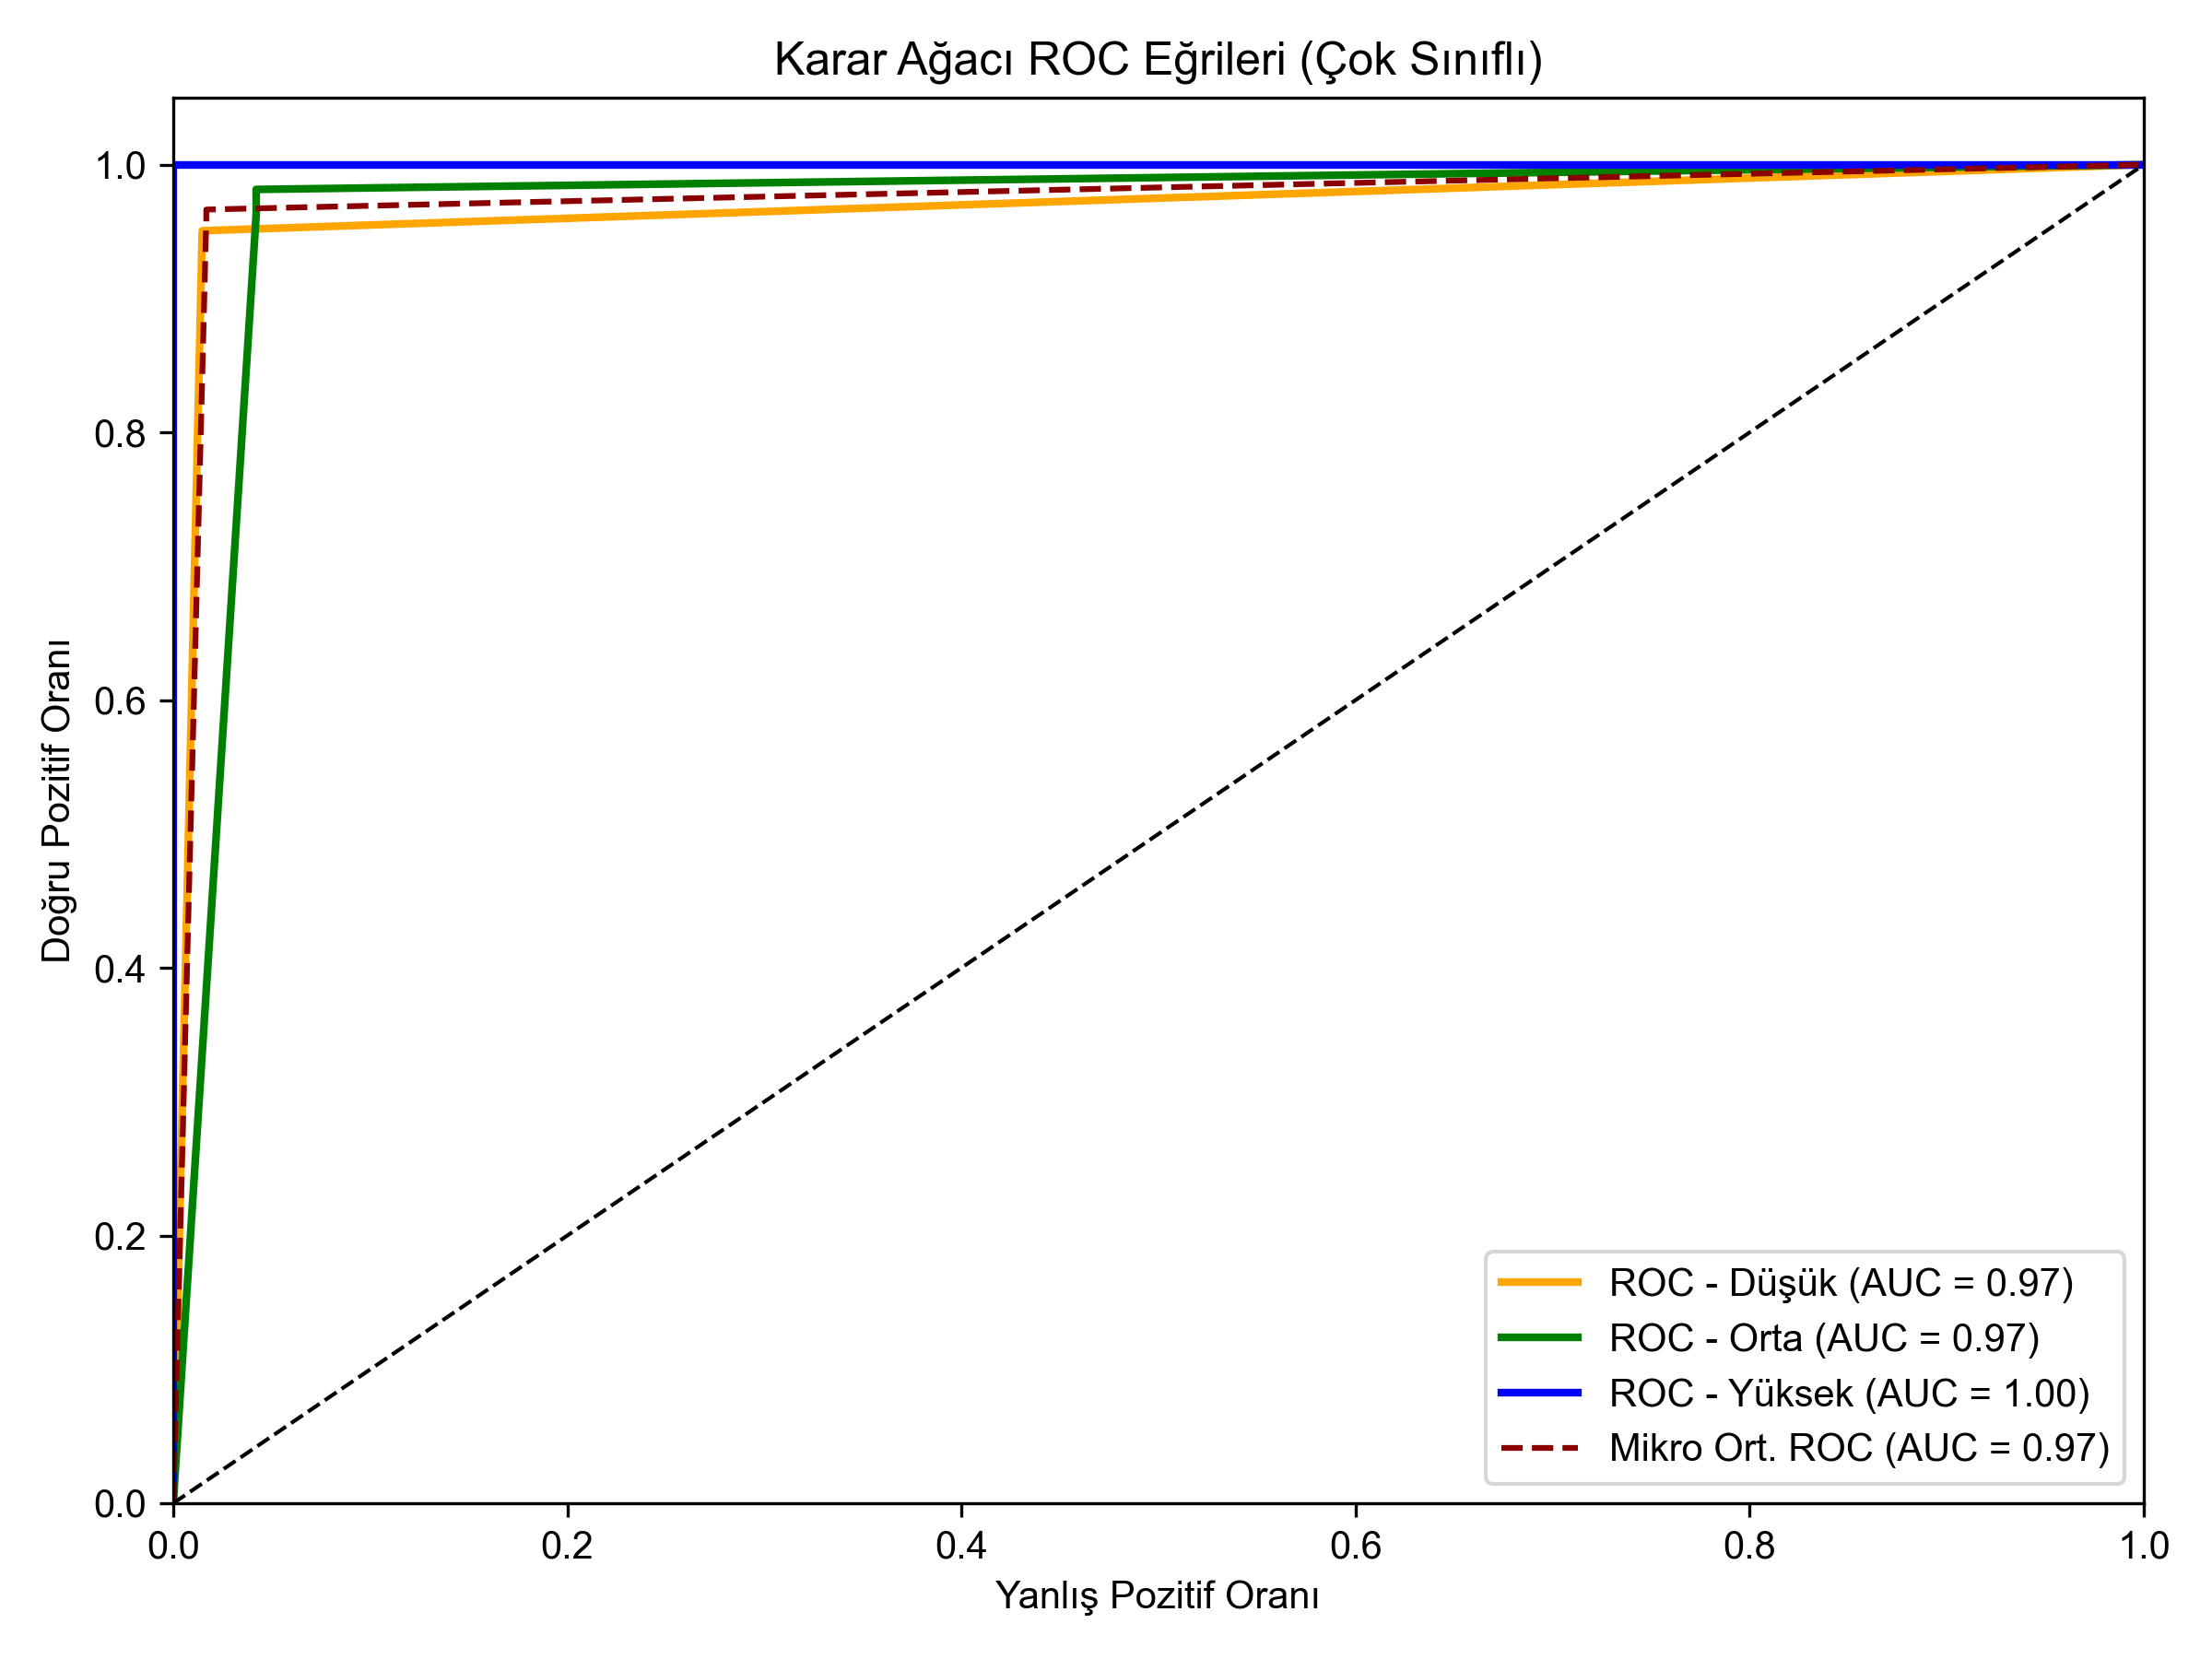 Karar Ağacı ROC Eğrileri (Çok Sınıflı)
Doğru Pozitif Oranı
1.0
0.8
0.6
0.4
0.2
0.0
0.0 0.2 0.4 0.6 0.8 1.0
Yanlış Pozitif Oranı
ROC - Düşük (AUC = 0.97)
ROC - Orta (AUC = 0.97)
ROC - Yüksek (AUC = 1.00)
Mikro Ort. ROC (AUC = 0.97)